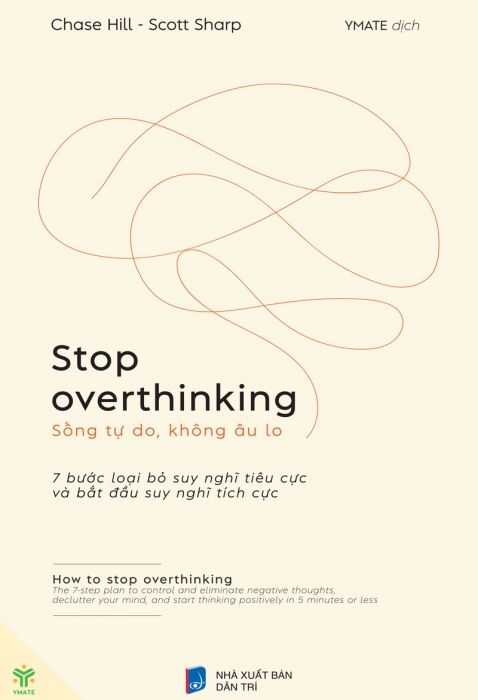 Chase Hill - Scott Sharp
YMATE dịch
Stop
overthinking
Sống tự do, không âu lo
7 bước loại bỏ suy nghĩ tiêu cực
và bắt đầu suy nghĩ tích cực
How to stop overthinking
The 7-step plan to control and eliminate negative thoughts,
declutter your mind, and start thinking positively in 5 minutes or less
YMATE
NHÀ XUẤT BẢN
DÂN TRÍ